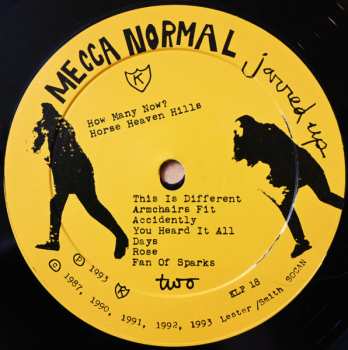 MECCA NORMAL
jarred up
K
How Many Now?
Horse Heaven Hills
This Is Different
Armchairs Fit
Accidently
You Heard It All
Days
Rose
Fan Of Sparks
two
KLP 18
Ⓟ 1993
K
© 1987, 1990, 1991, 1992, 1993 Lester/Smith SOCAN